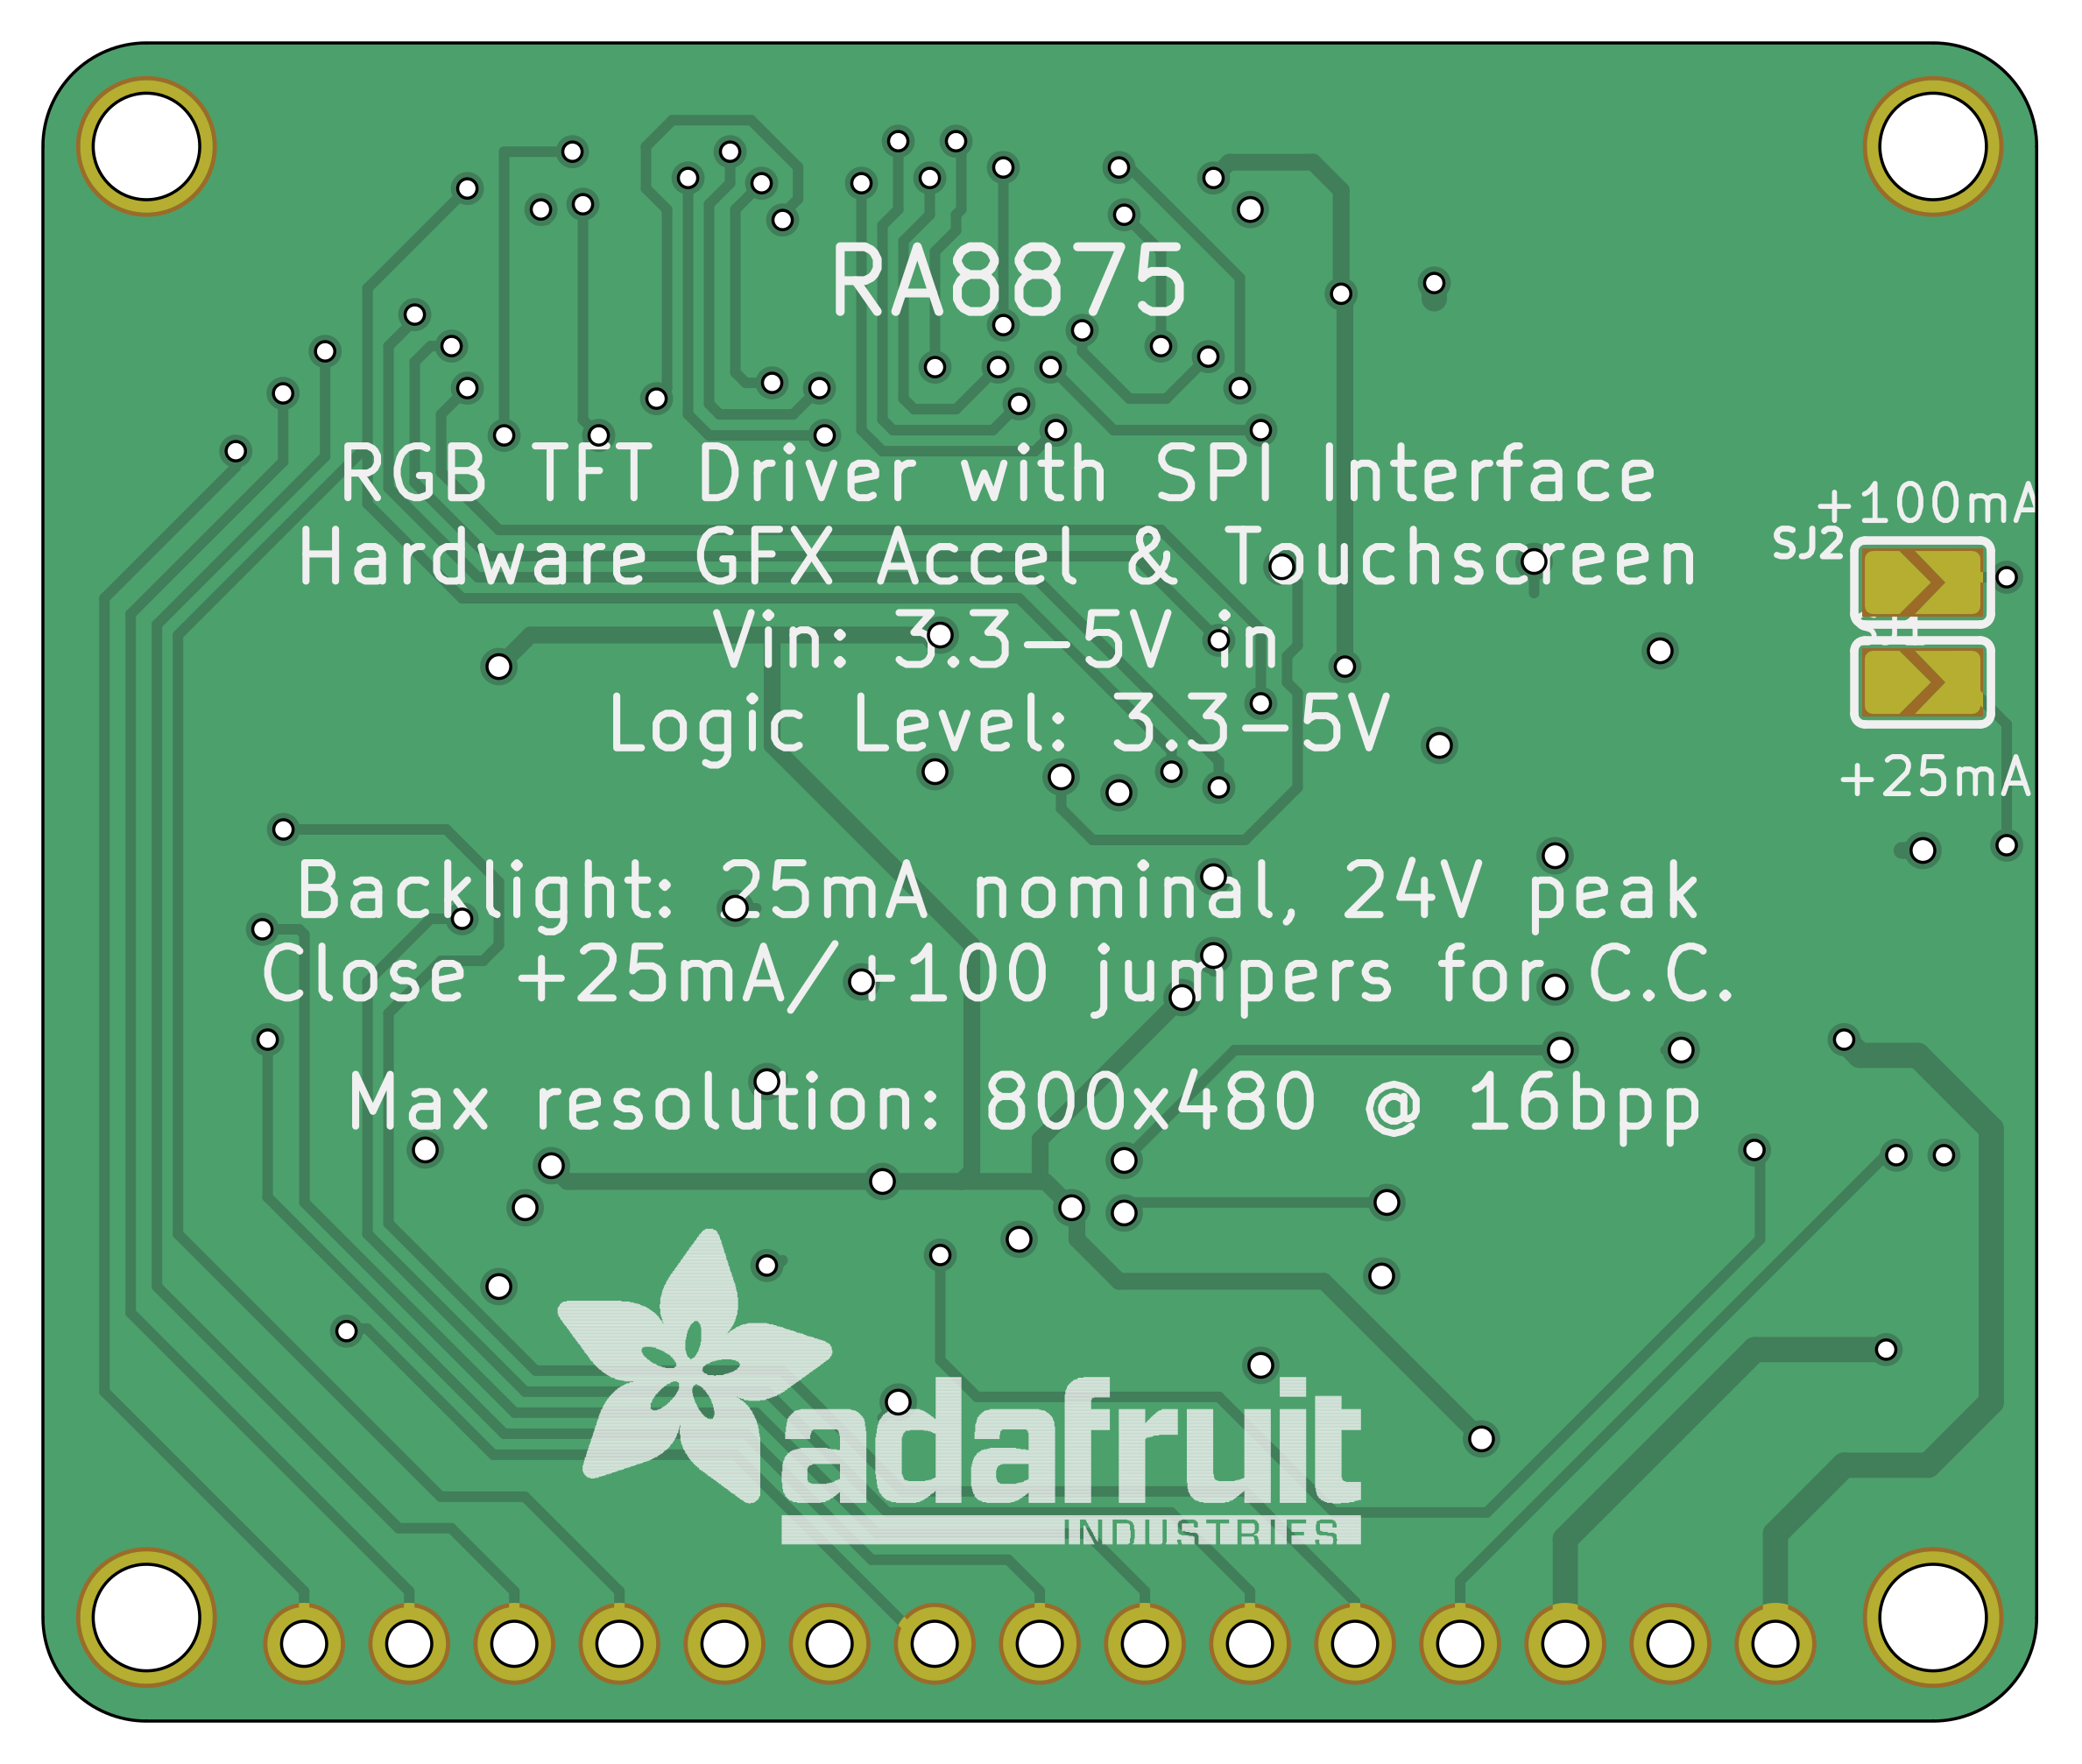 RA8875
RGB TFT Driver with SPI Interface
+100mA
SJ2
Hardware GFX Accel & Touchscreen
Vin: 3.3-5V in
Logic Level: 3.3-5V
+25mA
Backlight: 25mA nominal, 24V peak
Close +25mA/+100 jumpers for C.C.
Max resolution: 800x480 @ 16bpp
adafruit
INDUSTRIES